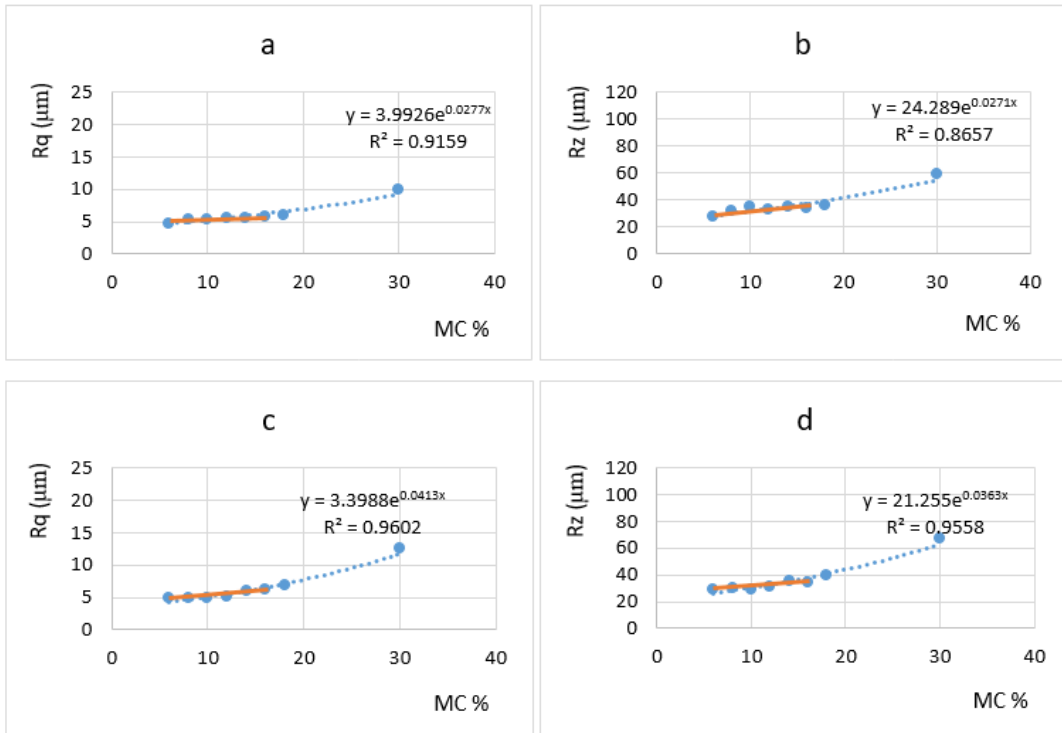 a
Rq (μm)
25
20
15
10
5
0
0 10 20 30 40
MC %
y = 3.9926e^0.0277x
R² = 0.9159
b
Rz (μm)
120
100
80
60
40
20
0
0 10 20 30 40
MC %
y = 24.289e^0.0271x
R² = 0.8657
c
Rq (μm)
25
20
15
10
5
0
0 10 20 30 40
MC %
y = 3.3988e^0.0413x
R² = 0.9602
d
Rz (μm)
120
100
80
60
40
20
0
0 10 20 30 40
MC %
y = 21.255e^0.0363x
R² = 0.9558